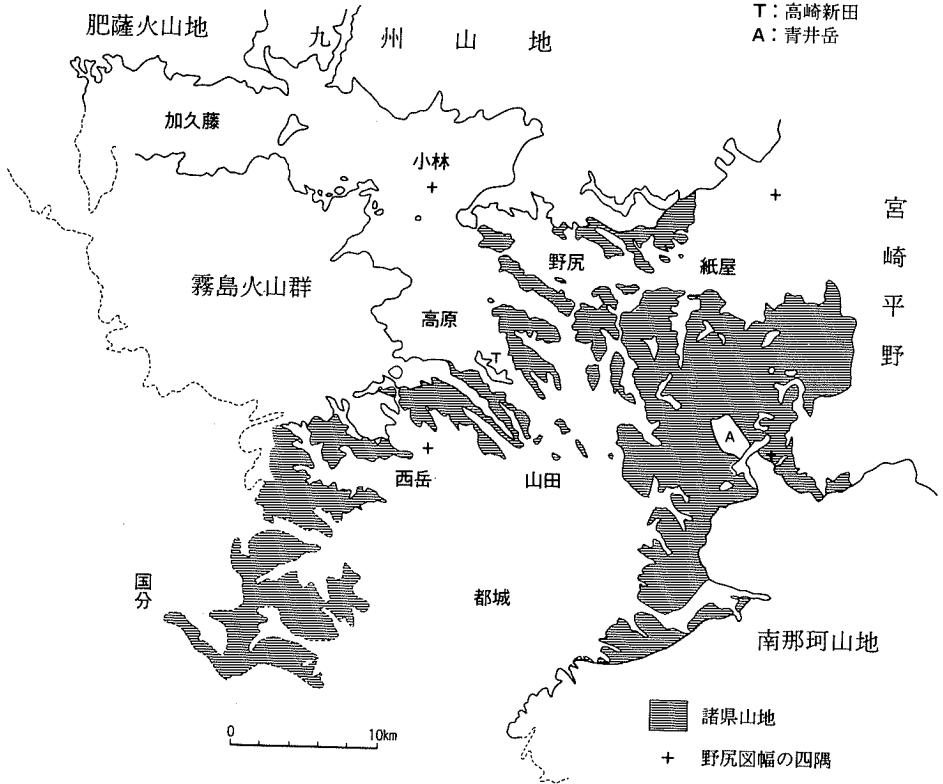 肥薩火山地
九州山地
T：高崎新田
A：青井岳
加久藤
小林
宮崎平野
野尻
紙屋
霧島火山群
高原
T
A
西岳
山田
国分
都城
南那珂山地
諸県山地
0 10km
野尻図幅の四隅